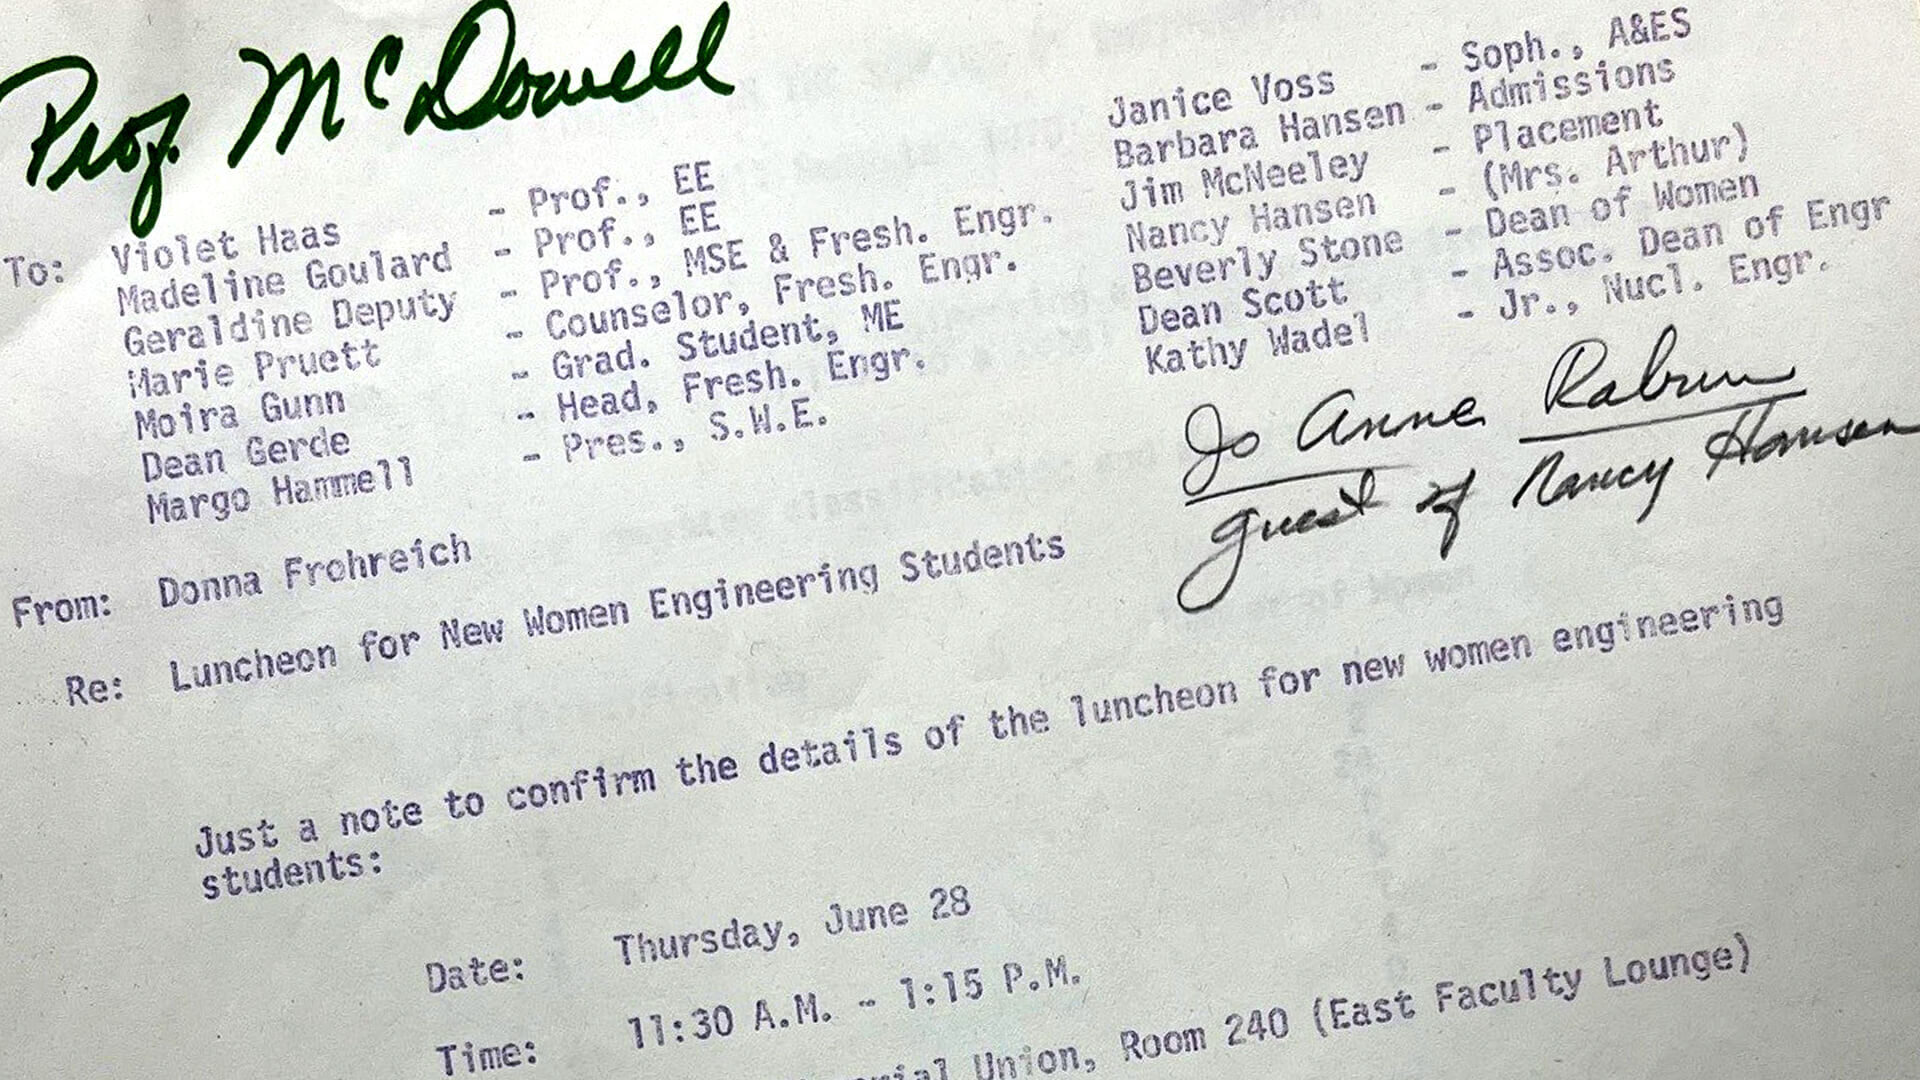 Prof. McDowell
To: Violet Haas - Prof., EE
Madeline Goulard - Prof., EE
Geraldine Deputy - Prof., MSE & Fresh. Engr.
Marie Pruett - Counselor, Fresh. Engr.
Moira Gunn - Grad. Student, ME
Dean Gerde - Head, Fresh. Engr.
Margo Hammell - Pres., S.W.E.
Janice Voss - Soph., A&ES
Barbara Hansen - Admissions
Jim McNeeley - Placement
Nancy Hansen - (Mrs. Arthur)
Beverly Stone - Dean of Women
Dean Scott - Assoc. Dean of Engr
Kathy Wadel - Jr., Nucl. Engr.
Jo Anne
guest of Nancy Hansen
From: Donna Frohreich
Re: Luncheon for New Women Engineering Students
Just a note to confirm the details of the luncheon for new women engineering
students:
Date: Thursday, June 28
Time: 11:30 A.M. - 1:15 P.M.
Union, Room 240 (East Faculty Lounge)